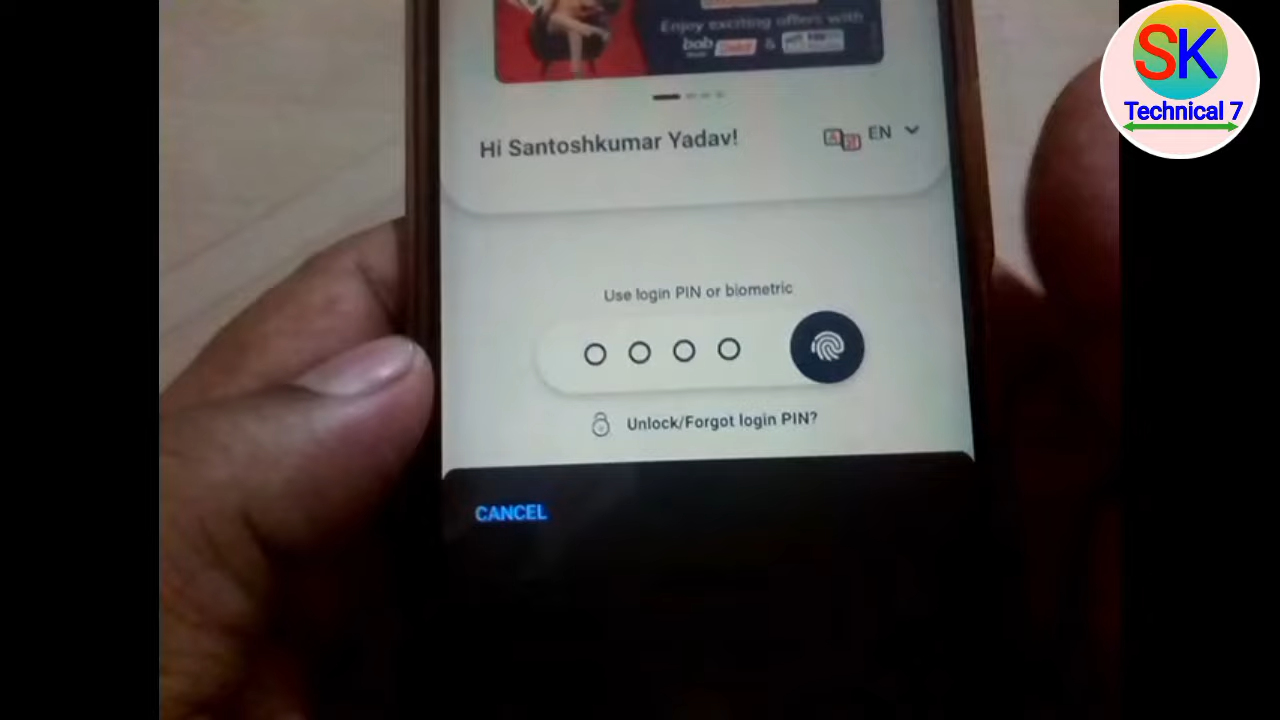 Enjoy exciting offers with
bob
&
Hi Santoshkumar Yadav!
EN
Use login PIN or biometric
Unlock/Forgot login PIN?
CANCEL
SK
Technical 7